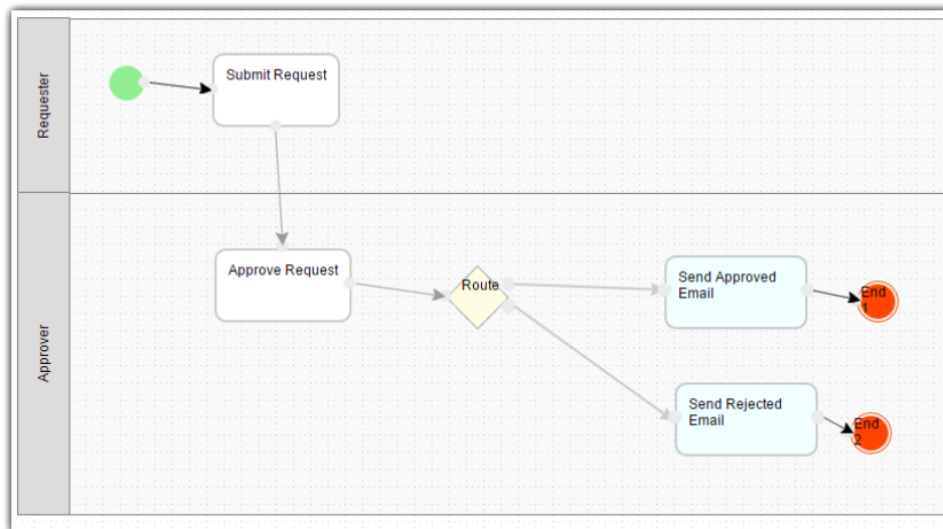 Requester
Submit Request
Approver
Approve Request
Route
Send Approved
Email
End
1
Send Rejected
Email
End
2